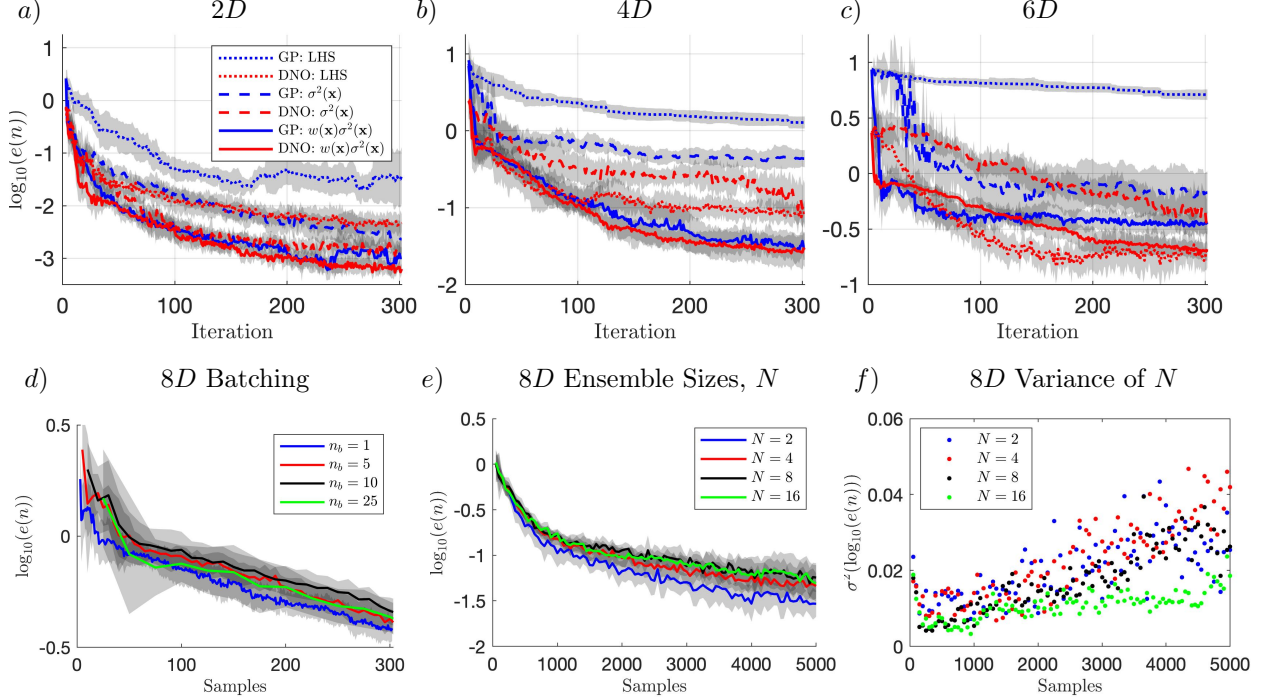 a) 2D
b) 4D
c) 6D
log10(e(n))
1
0
-1
-2
-3
0 100 200 300
Iteration
GP: LHS
DNO: LHS
GP: σ²(x)
DNO: σ²(x)
GP: w(x)σ²(x)
DNO: w(x)σ²(x)
1
0
-1
-2
0 100 200 300
Iteration
1
0.5
0
-0.5
-1
0 100 200 300
Iteration
d) 8D Batching
e) 8D Ensemble Sizes, N
f) 8D Variance of N
log10(e(n))
0.5
0
-0.5
0 100 200 300
Samples
n_b = 1
n_b = 5
n_b = 10
n_b = 25
log10(e(n))
0.5
0
-0.5
-1.0
-1.5
-2
0 1000 2000 3000 4000 5000
Samples
N = 2
N = 4
N = 8
N = 16
σ²(log10(e(n)))
0.06
0.04
0.02
0
0 1000 2000 3000 4000 5000
Samples
N = 2
N = 4
N = 8
N = 16